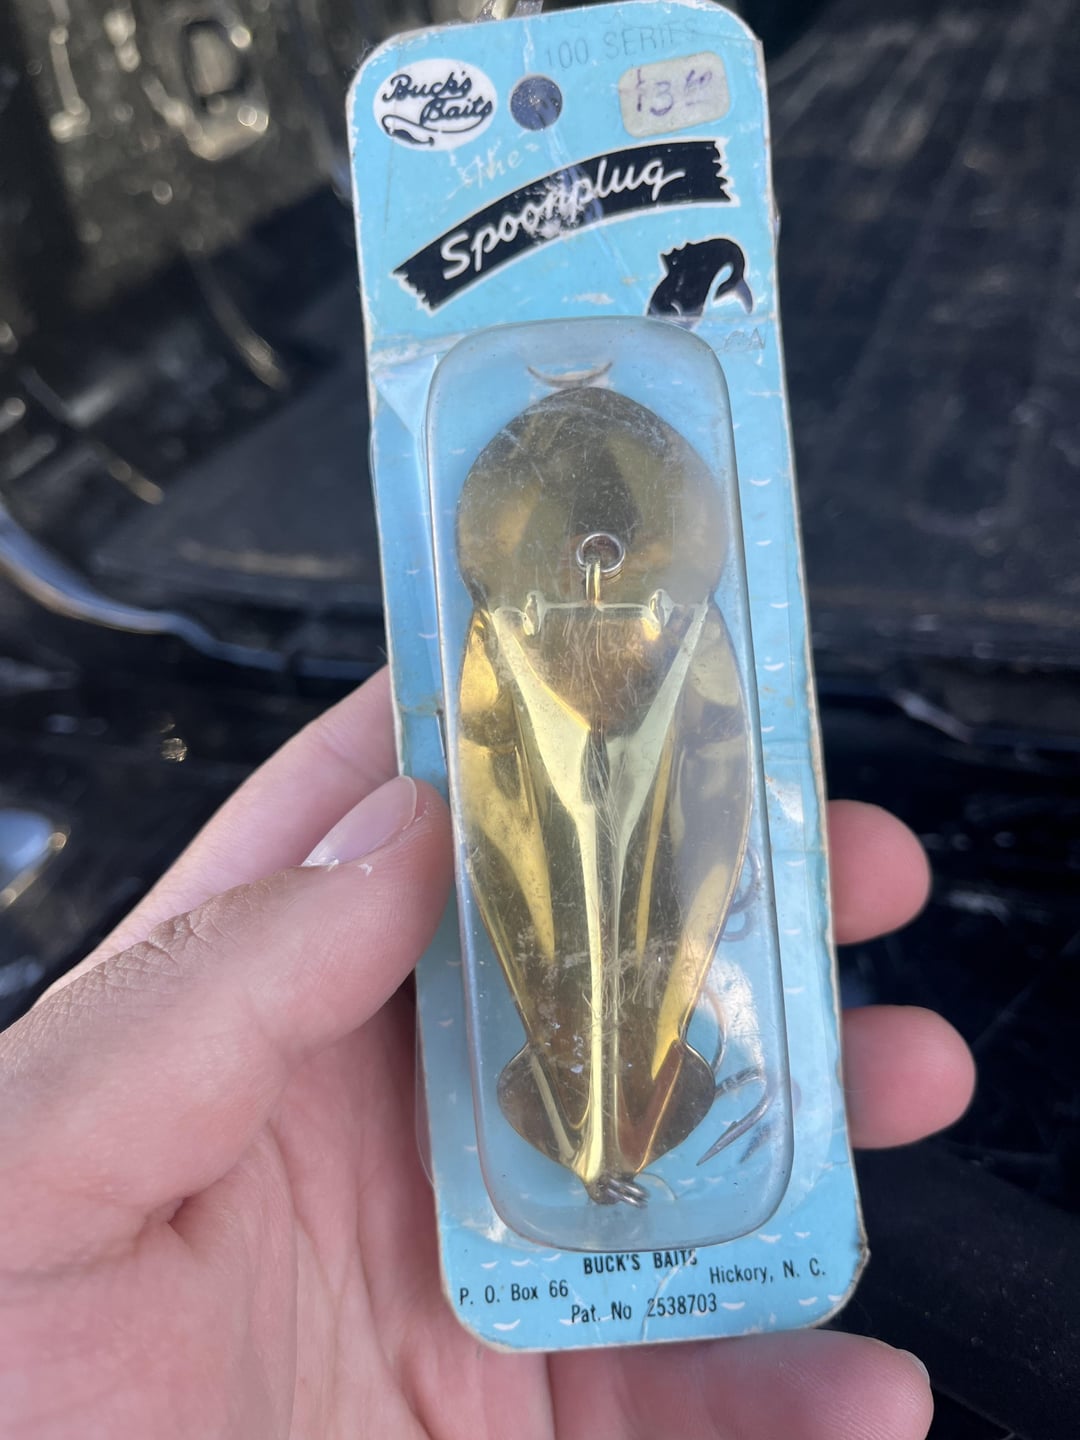 100 SERIES
Buck's
Baits
$3.60
The
Spoonplug
BUCK'S BAITS
P. O. Box 66
Hickory, N. C.
Pat. No 2538703